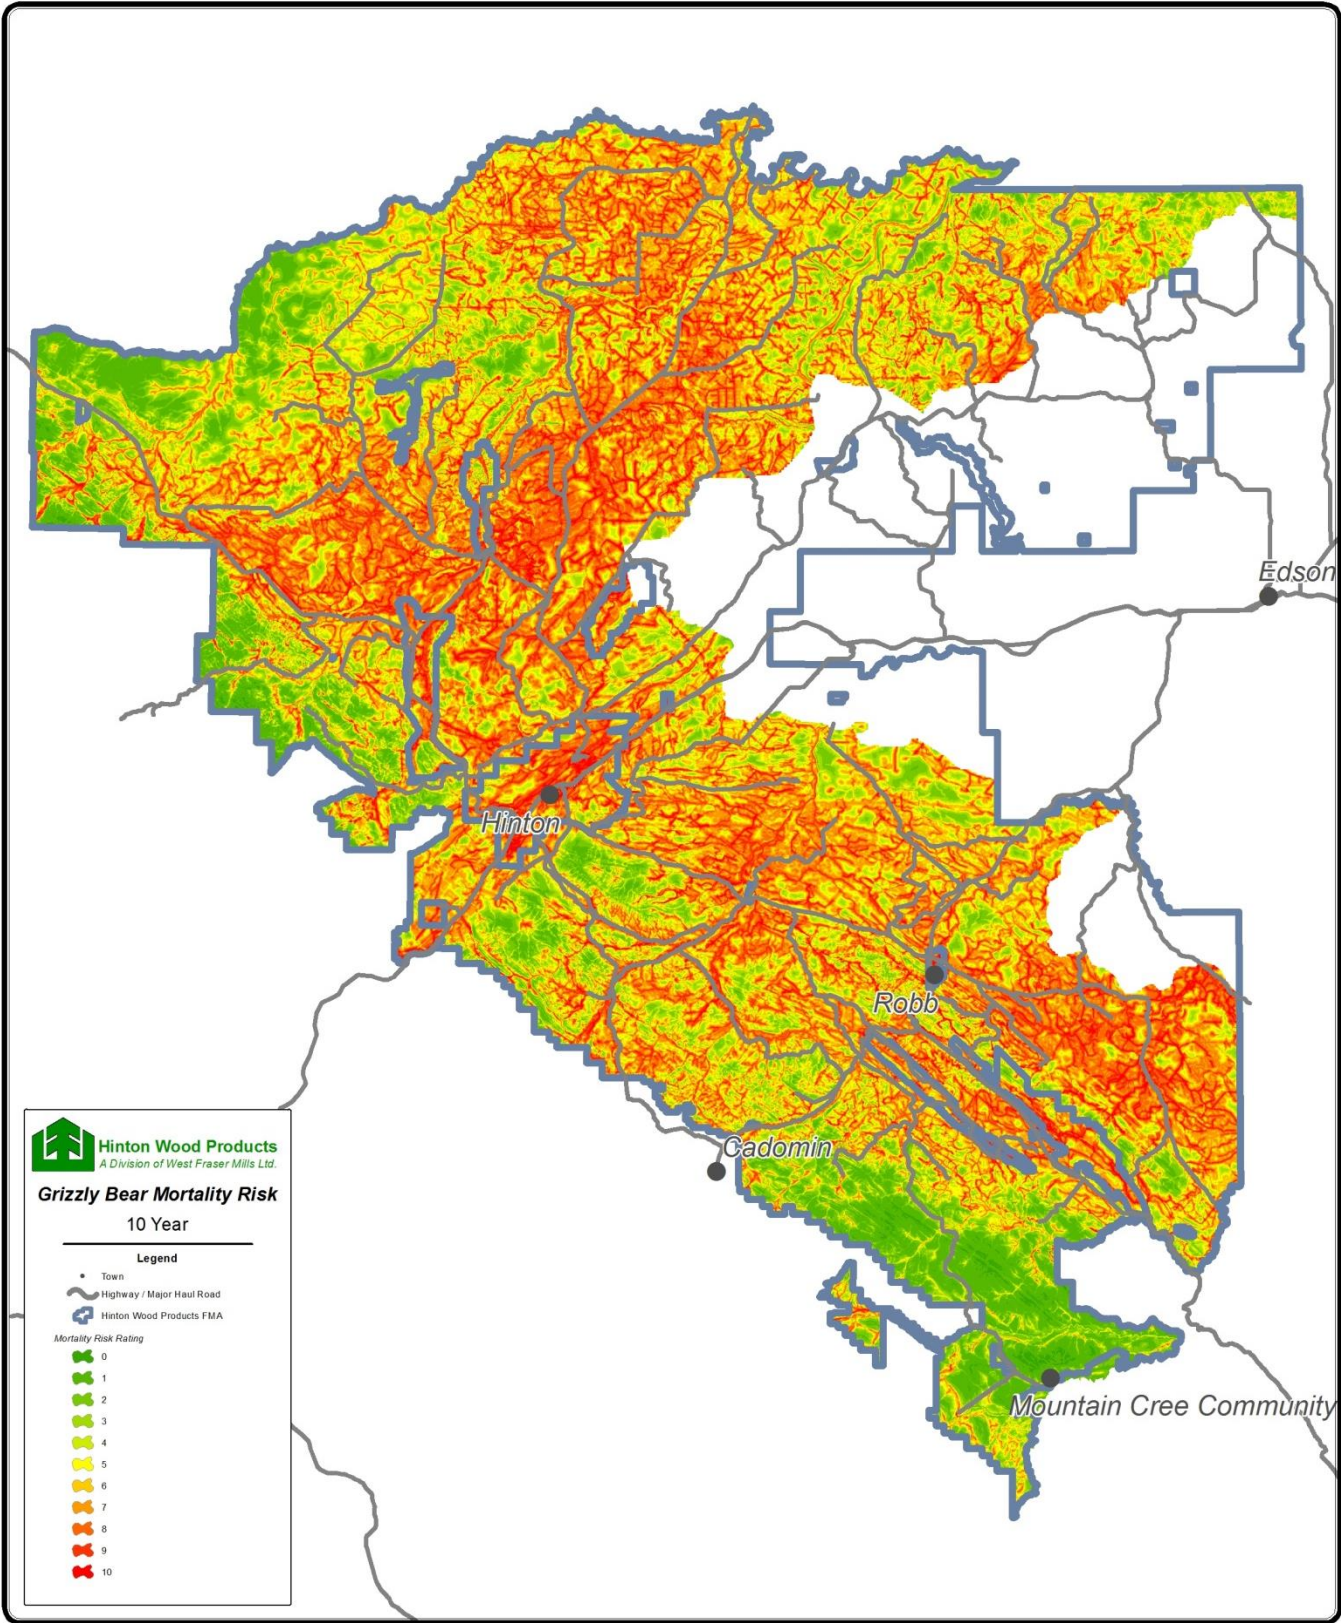 Edson
Hinton
Robb
Cadomin
Mountain Cree Community
Hinton Wood Products
A Division of West Fraser Mills Ltd.
Grizzly Bear Mortality Risk
10 Year
Legend
Town
Highway / Major Haul Road
Hinton Wood Products FMA
Mortality Risk Rating
0
1
2
3
4
5
6
7
8
9
10